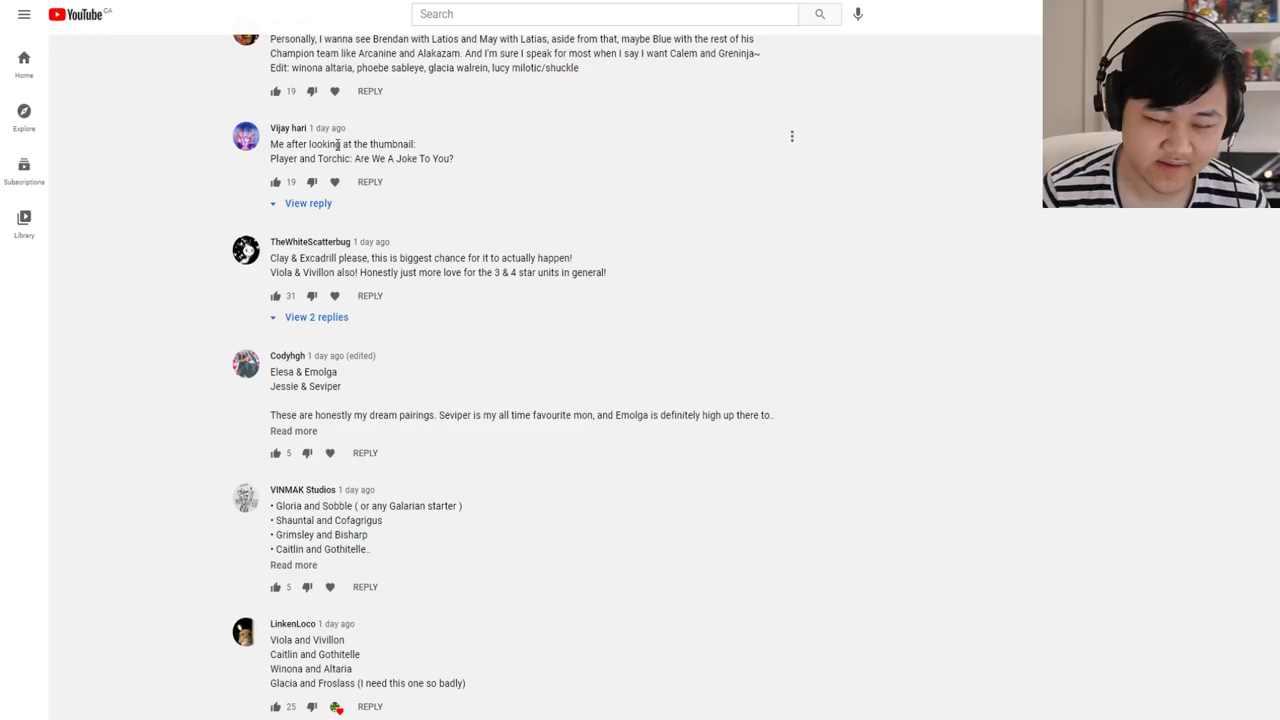 YouTube CA
Search
Home
Explore
Subscriptions
Library
Personally, I wanna see Brendan with Latios and May with Latias, aside from that, maybe Blue with the rest of his
Champion team like Arcanine and Alakazam. And I'm sure I speak for most when I say I want Calem and Greninja~
Edit: winona altaria, phoebe sableye, glacia walrein, lucy milotic/shuckle
19 REPLY
Vijay hari 1 day ago
Me after looking at the thumbnail:
Player and Torchic: Are We A Joke To You?
19 REPLY
View reply
TheWhiteScatterbug 1 day ago
Clay & Excadrill please, this is biggest chance for it to actually happen!
Viola & Vivillon also! Honestly just more love for the 3 & 4 star units in general!
31 REPLY
View 2 replies
Codyhgh 1 day ago (edited)
Elesa & Emolga
Jessie & Seviper
These are honestly my dream pairings. Seviper is my all time favourite mon, and Emolga is definitely high up there to..
Read more
5 REPLY
VINMAK Studios 1 day ago
• Gloria and Sobble ( or any Galarian starter )
• Shauntal and Cofagrigus
• Grimsley and Bisharp
• Caitlin and Gothitelle..
Read more
5 REPLY
LinkenLoco 1 day ago
Viola and Vivillon
Caitlin and Gothitelle
Winona and Altaria
Glacia and Froslass (I need this one so badly)
25 REPLY